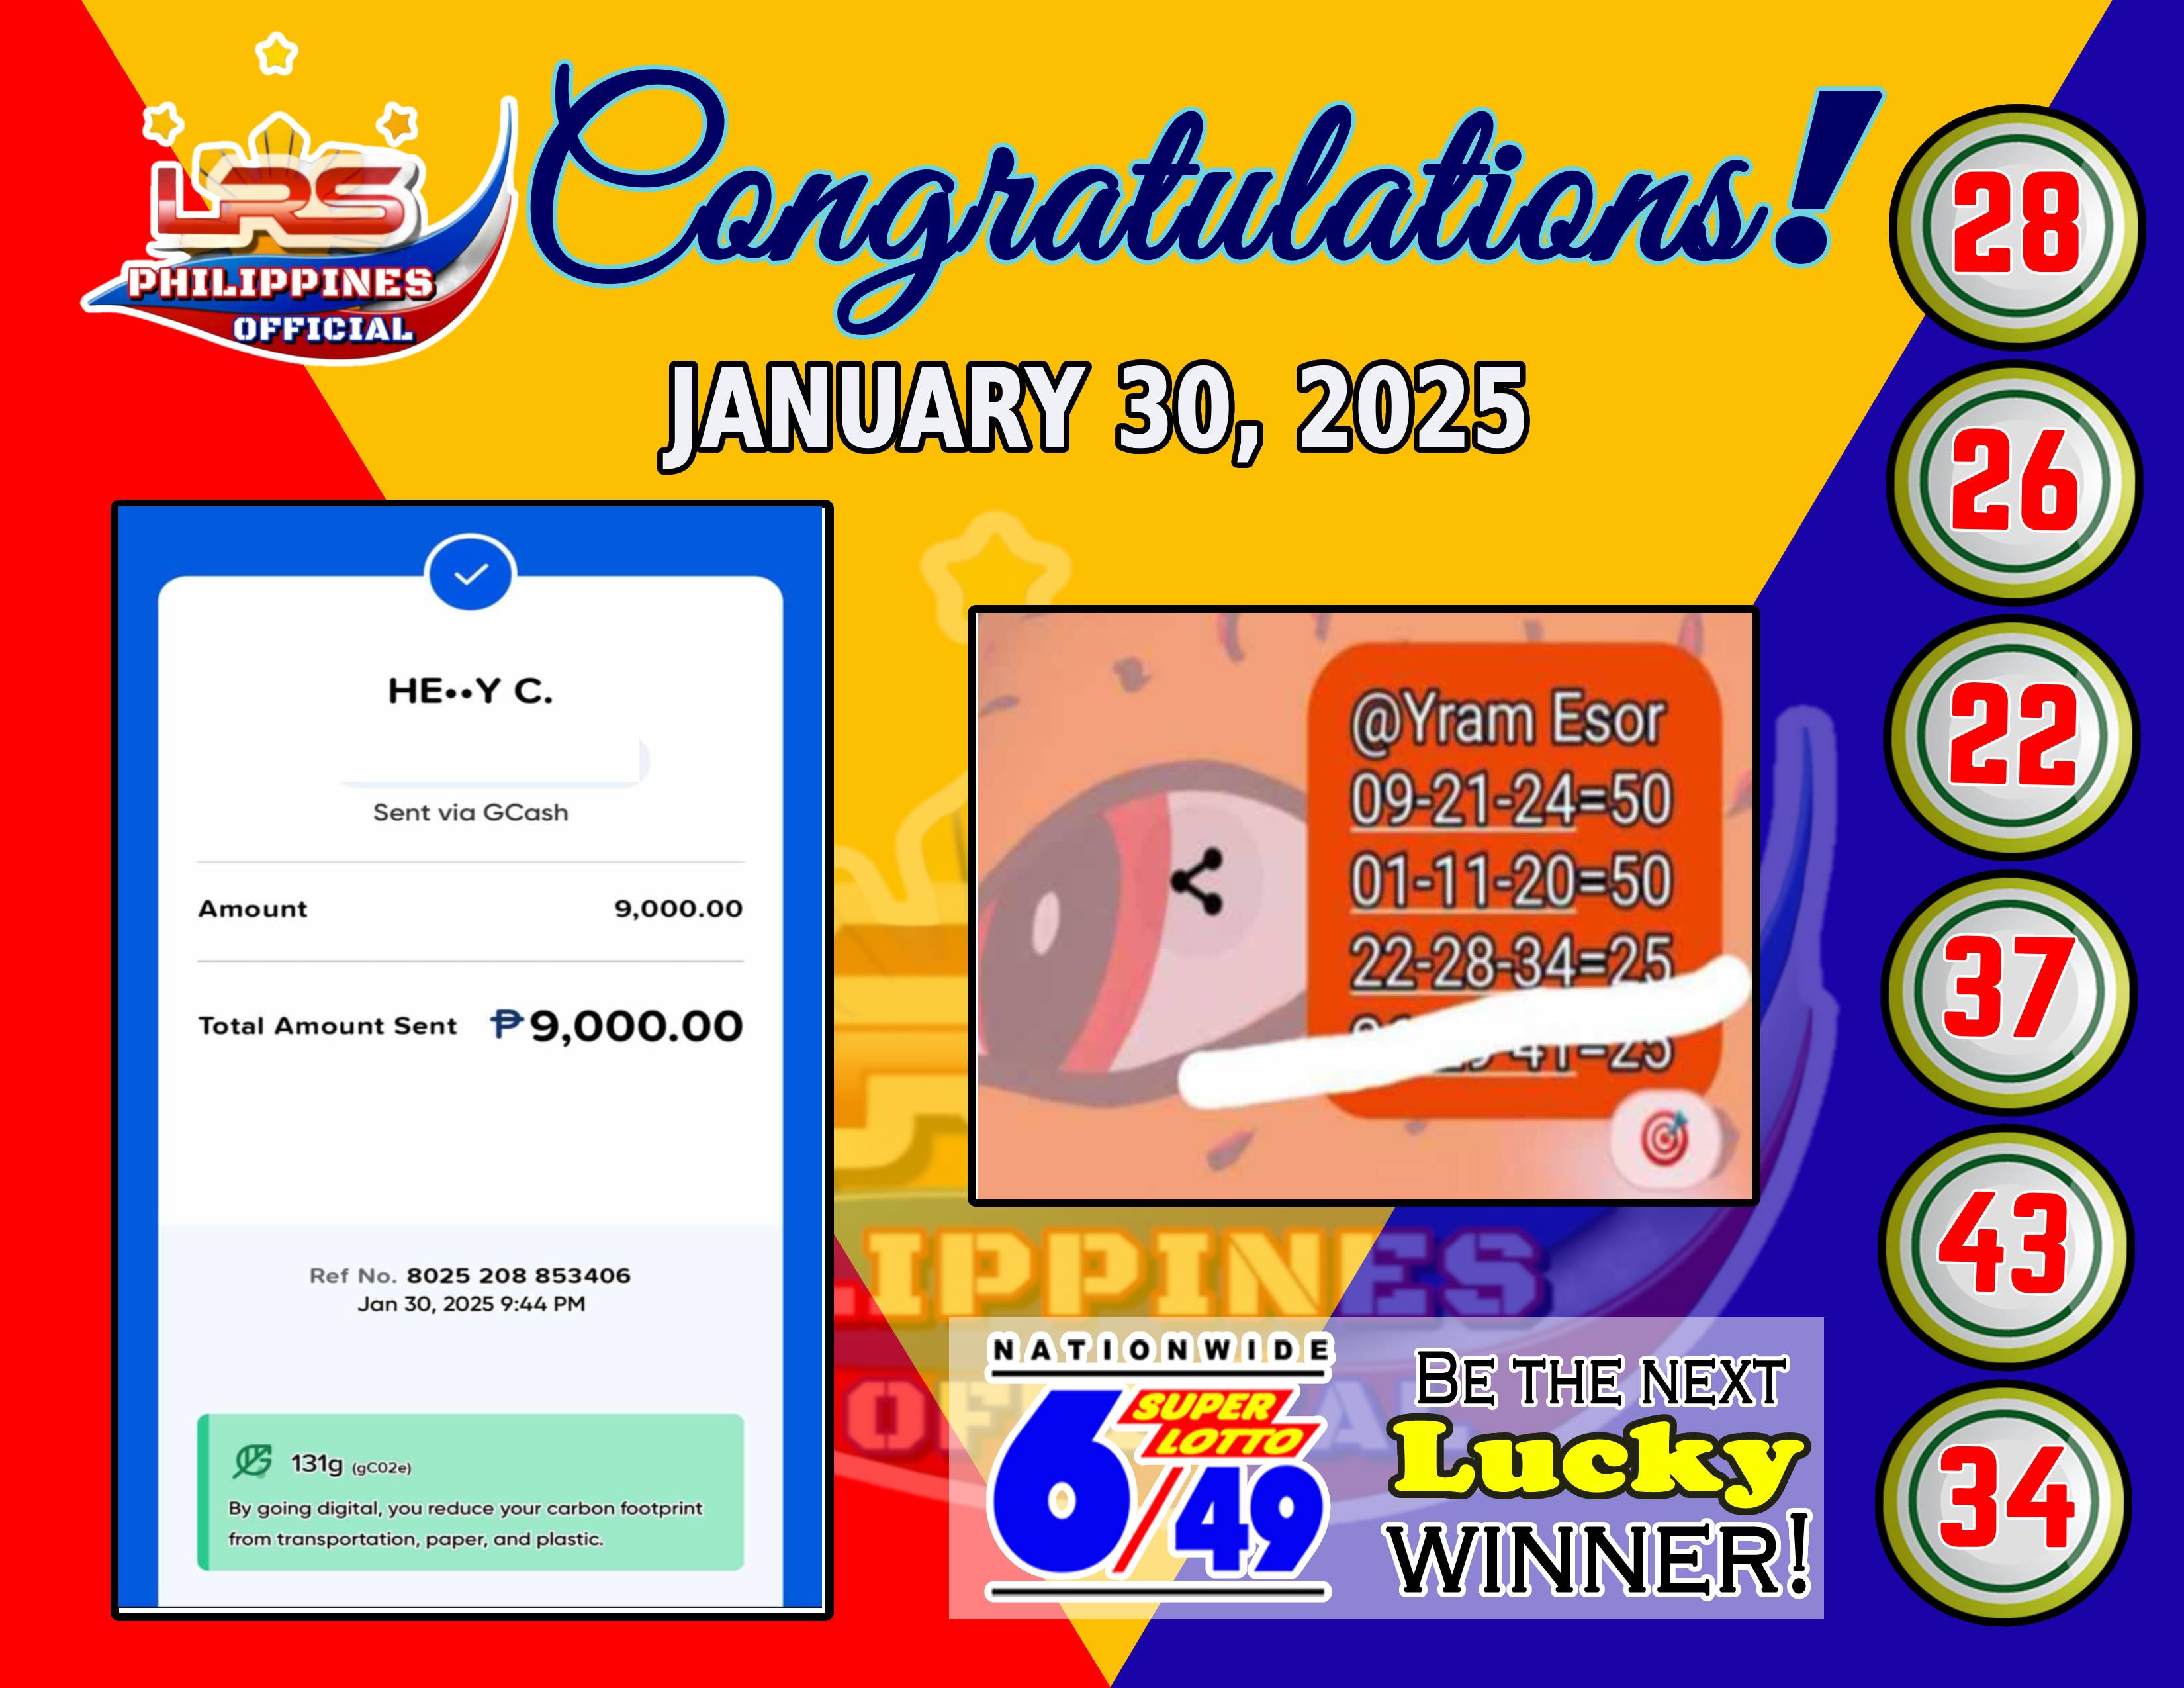 LRS
PHILIPPINES
OFFICIAL
Congratulations!
JANUARY 30, 2025
HE••Y C.
Sent via GCash
Amount 9,000.00
Total Amount Sent ₱9,000.00
Ref No. 8025 208 853406
Jan 30, 2025 9:44 PM
131g (gCO2e)
By going digital, you reduce your carbon footprint
from transportation, paper, and plastic.
@Yram Esor
09-21-24=50
01-11-20=50
22-28-34=25
41=25
LIPPINES
NATIONWIDE
6/49
SUPER
LOTTO
BE THE NEXT
Lucky
WINNER!
28
26
22
37
43
34